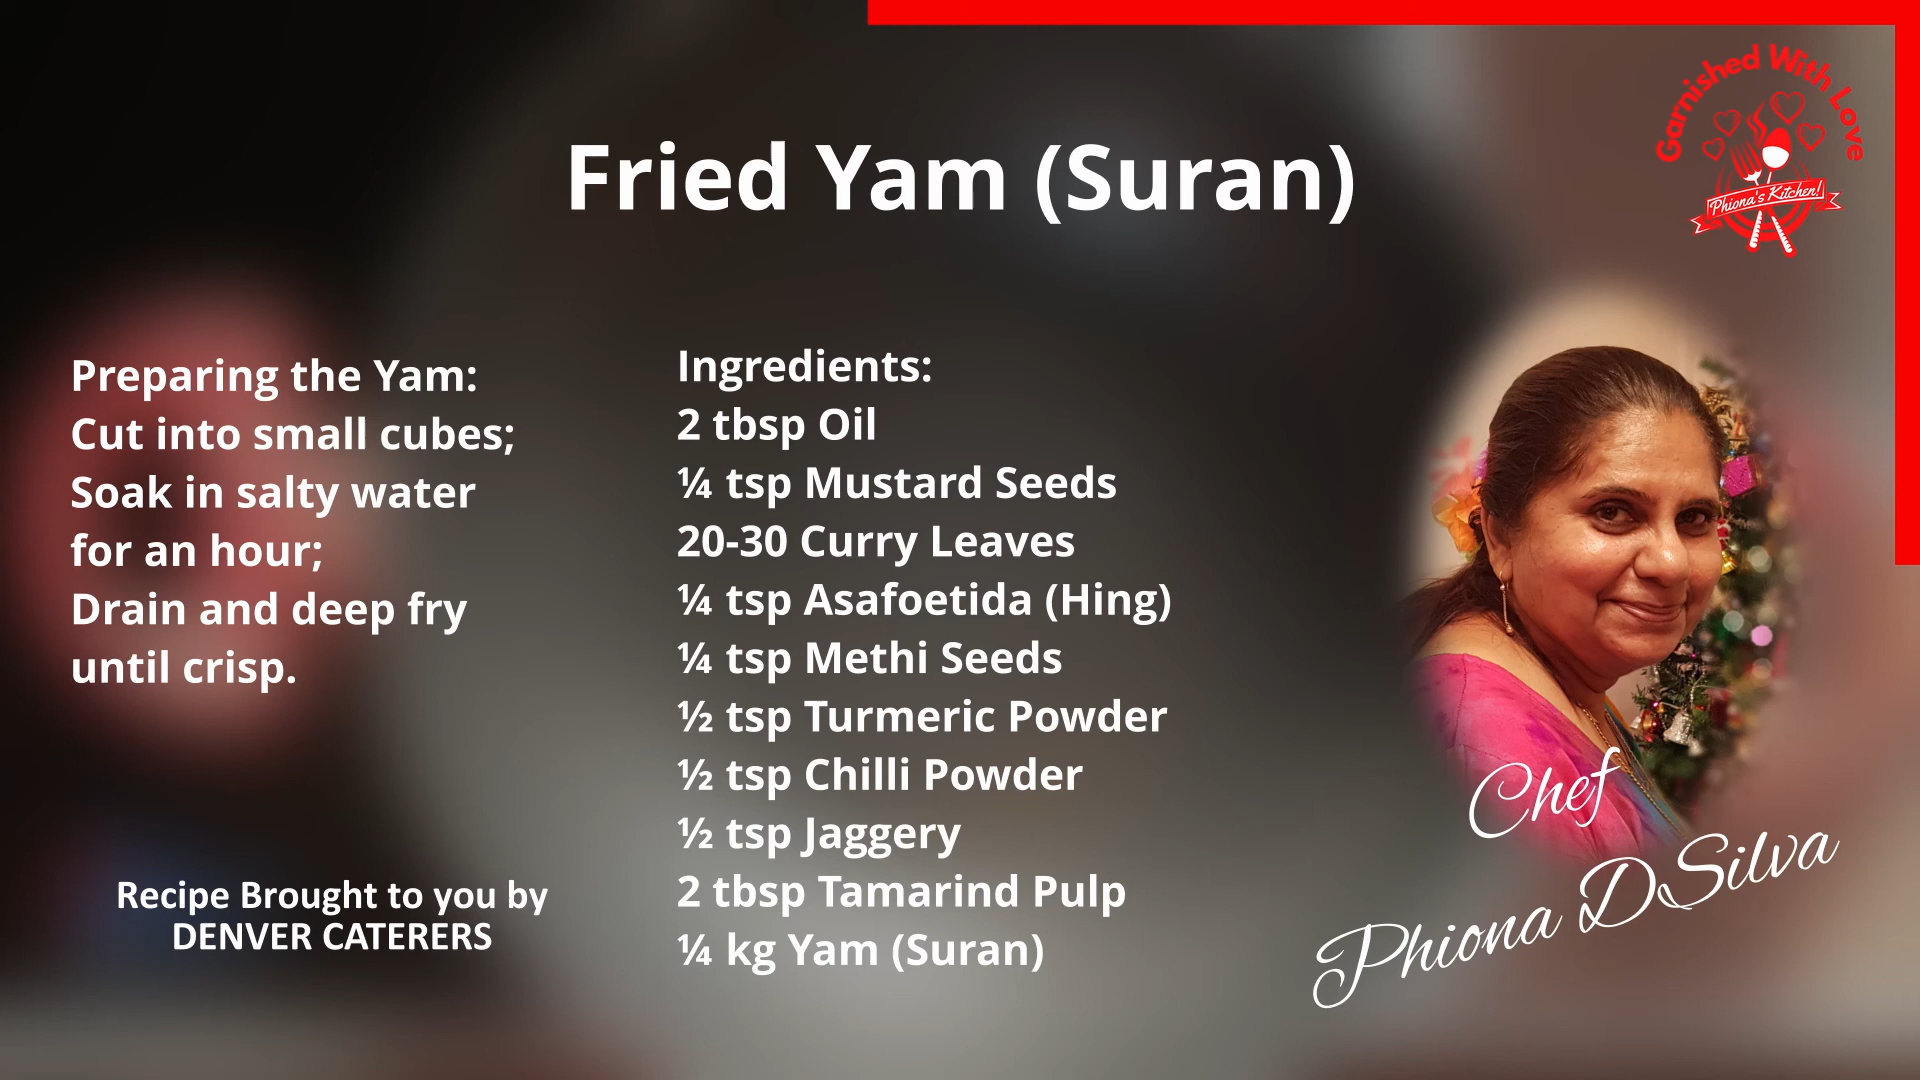 Garnished With Love
Phiona's Kitchen!
Fried Yam (Suran)
Preparing the Yam:
Cut into small cubes;
Soak in salty water
for an hour;
Drain and deep fry
until crisp.
Recipe Brought to you by
DENVER CATERERS
Ingredients:
2 tbsp Oil
¼ tsp Mustard Seeds
20-30 Curry Leaves
¼ tsp Asafoetida (Hing)
¼ tsp Methi Seeds
½ tsp Turmeric Powder
½ tsp Chilli Powder
½ tsp Jaggery
2 tbsp Tamarind Pulp
¼ kg Yam (Suran)
Chef
Phiona DSilva